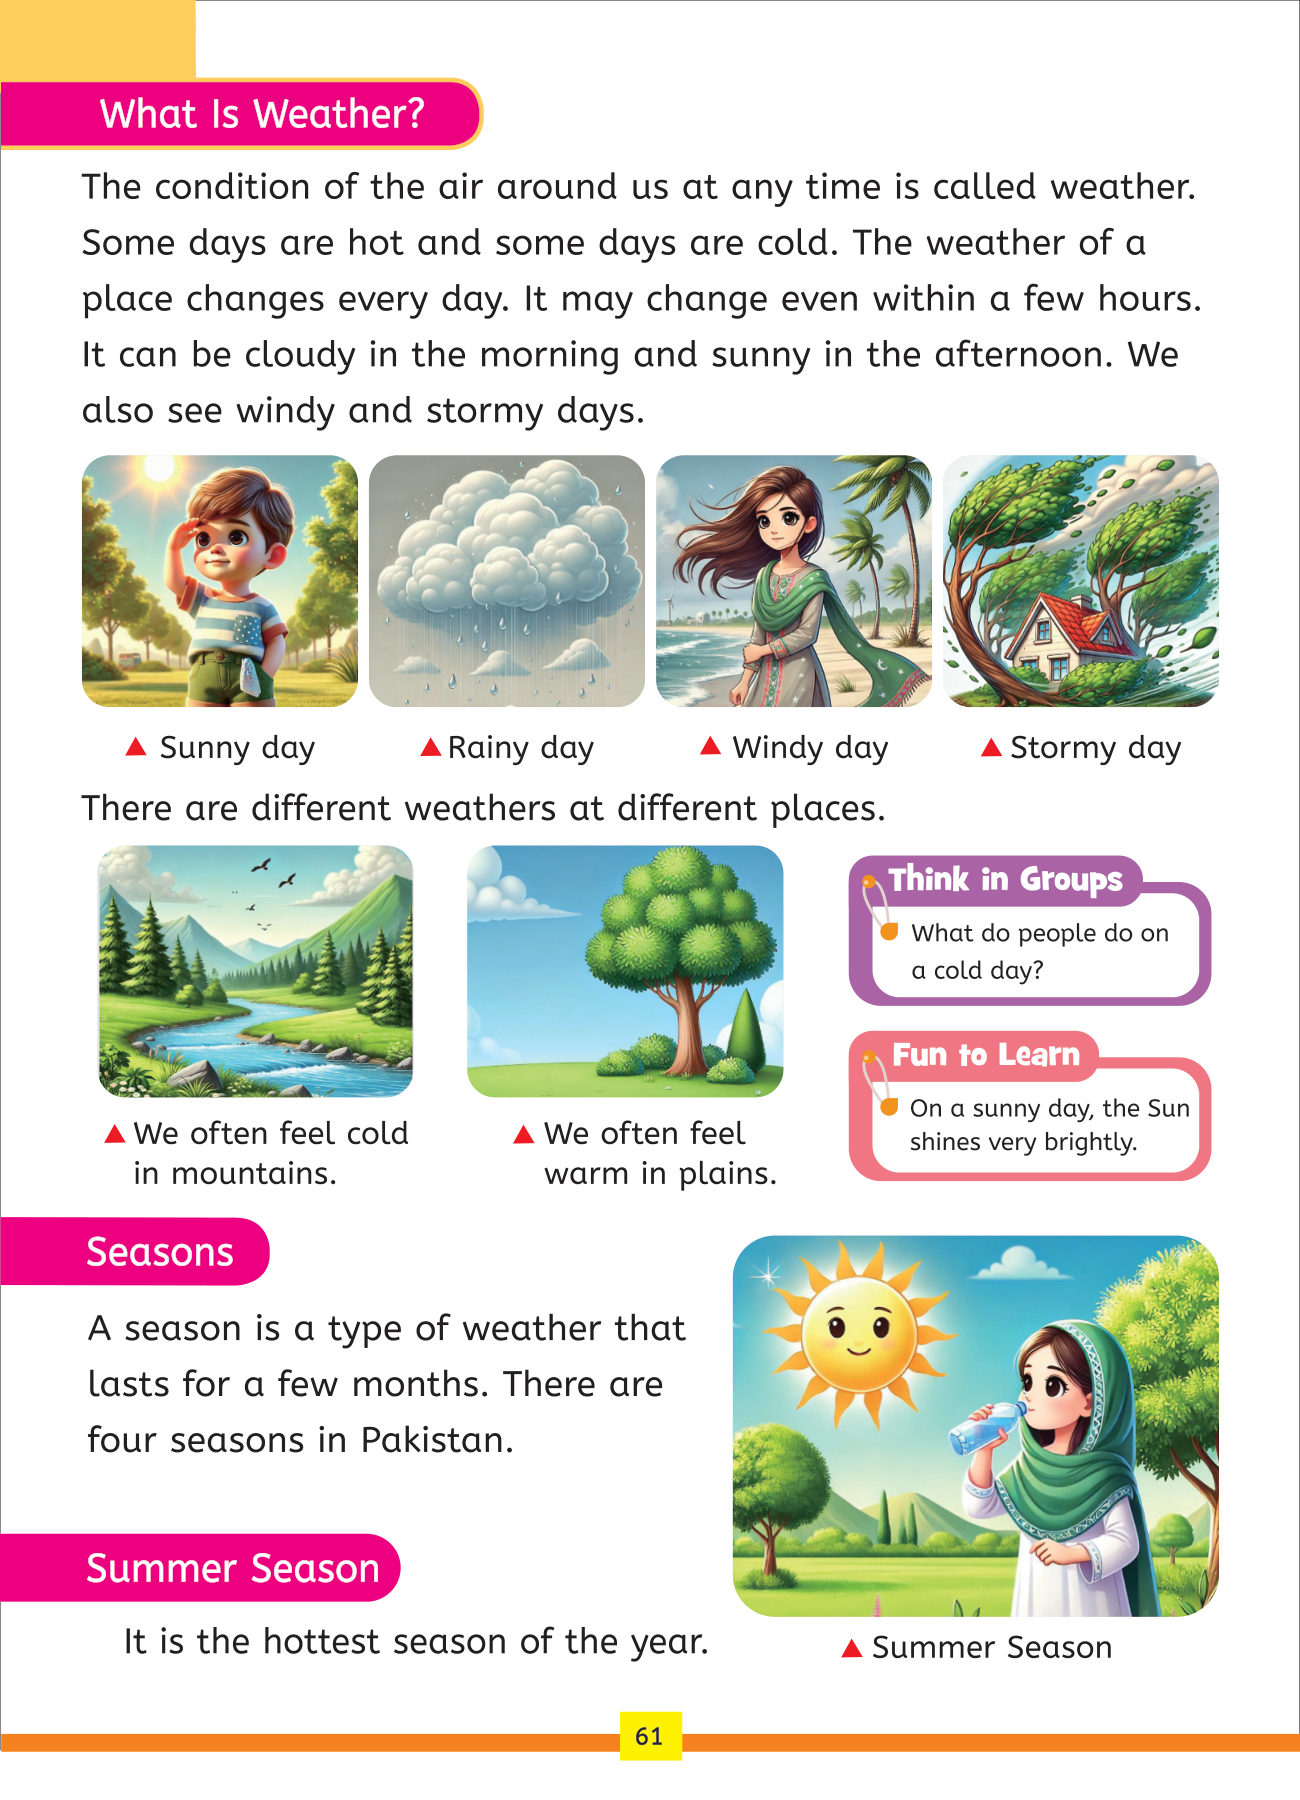 What Is Weather?
The condition of the air around us at any time is called weather.
Some days are hot and some days are cold. The weather of a
place changes every day. It may change even within a few hours.
It can be cloudy in the morning and sunny in the afternoon. We
also see windy and stormy days.
Sunny day
Rainy day
Windy day
Stormy day
There are different weathers at different places.
We often feel cold
in mountains.
We often feel
warm in plains.
Think in Groups
What do people do on
a cold day?
Fun to Learn
On a sunny day, the Sun
shines very brightly.
Seasons
A season is a type of weather that
lasts for a few months. There are
four seasons in Pakistan.
Summer Season
It is the hottest season of the year.
Summer Season
61